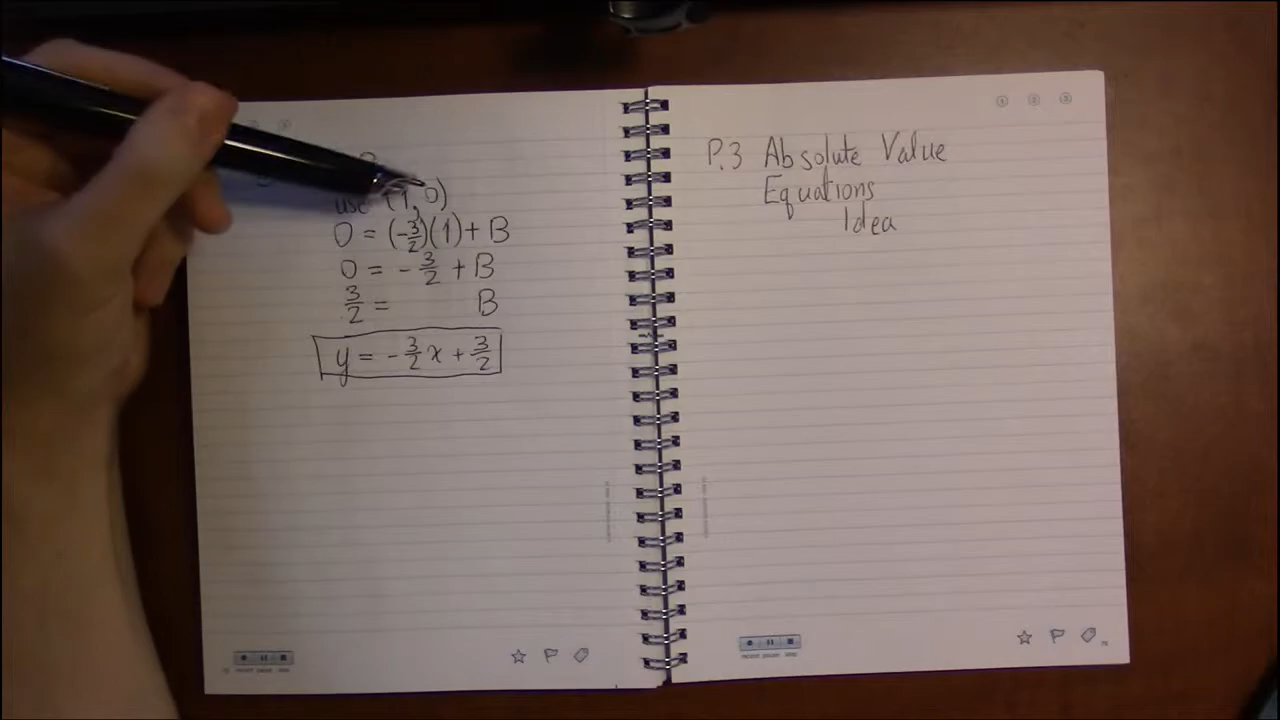 use (1, 0)
0 = (-3/2)(1) + B
0 = -3/2 + B
3/2 = B
y = -3/2 x + 3/2
P.3 Absolute Value
Equations
Idea